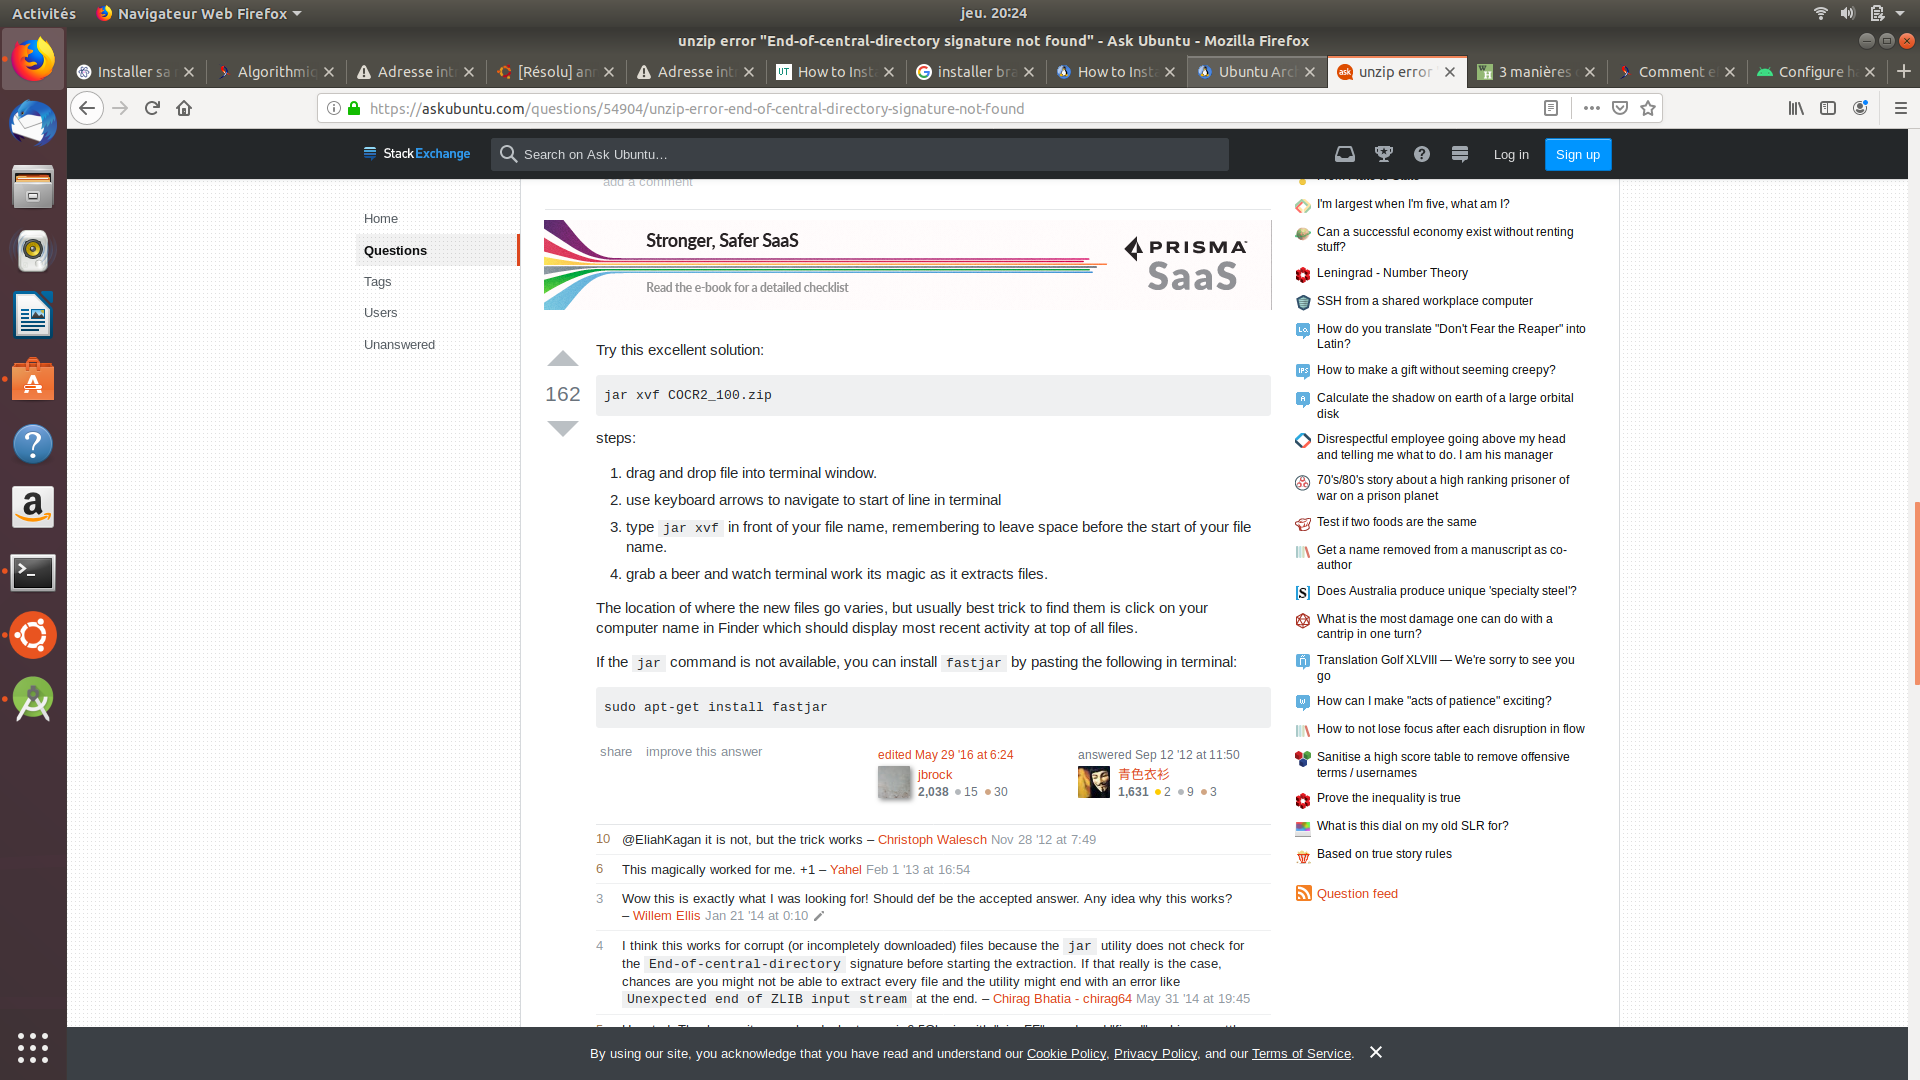 Activités
Navigateur Web Firefox
jeu. 20:24
unzip error "End-of-central-directory signature not found" - Ask Ubuntu - Mozilla Firefox
Installer sa
Algorithmiq
Adresse int
[Résolu] ann
Adresse int
How to Insta
installer bra
How to Insta
Ubuntu Arch
unzip error
3 manières
Comment e
Configure ha
https://askubuntu.com/questions/54904/unzip-error-end-of-central-directory-signature-not-found
StackExchange
Search on Ask Ubuntu…
Log in
Sign up
Home
Questions
Tags
Users
Unanswered
add a comment
Stronger, Safer SaaS
Read the e-book for a detailed checklist
PRISMA
SaaS
162
Try this excellent solution:
jar xvf COCR2_100.zip
steps:
1. drag and drop file into terminal window.
2. use keyboard arrows to navigate to start of line in terminal
3. type jar xvf in front of your file name, remembering to leave space before the start of your file
name.
4. grab a beer and watch terminal work its magic as it extracts files.
The location of where the new files go varies, but usually best trick to find them is click on your
computer name in Finder which should display most recent activity at top of all files.
If the jar command is not available, you can install fastjar by pasting the following in terminal:
sudo apt-get install fastjar
share improve this answer
edited May 29 '16 at 6:24
jbrock
2,038 15 30
answered Sep 12 '12 at 11:50
青色衣衫
1,631 2 9 3
10 @EliahKagan it is not, but the trick works – Christoph Walesch Nov 28 '12 at 7:49
6 This magically worked for me. +1 – Yahel Feb 1 '13 at 16:54
3 Wow this is exactly what I was looking for! Should def be the accepted answer. Any idea why this works?
– Willem Ellis Jan 21 '14 at 0:10
4 I think this works for corrupt (or incompletely downloaded) files because the jar utility does not check for
the End-of-central-directory signature before starting the extraction. If that really is the case,
chances are you might not be able to extract every file and the utility might end with an error like
Unexpected end of ZLIB input stream at the end. – Chirag Bhatia - chirag64 May 31 '14 at 19:45
I'm largest when I'm five, what am I?
Can a successful economy exist without renting
stuff?
Leningrad - Number Theory
SSH from a shared workplace computer
How do you translate "Don't Fear the Reaper" into
Latin?
How to make a gift without seeming creepy?
Calculate the shadow on earth of a large orbital
disk
Disrespectful employee going above my head
and telling me what to do. I am his manager
70's/80's story about a high ranking prisoner of
war on a prison planet
Test if two foods are the same
Get a name removed from a manuscript as co-
author
Does Australia produce unique 'specialty steel'?
What is the most damage one can do with a
cantrip in one turn?
Translation Golf XLVIII — We're sorry to see you
go
How can I make "acts of patience" exciting?
How to not lose focus after each disruption in flow
Sanitise a high score table to remove offensive
terms / usernames
Prove the inequality is true
What is this dial on my old SLR for?
Based on true story rules
Question feed
By using our site, you acknowledge that you have read and understand our Cookie Policy, Privacy Policy, and our Terms of Service.